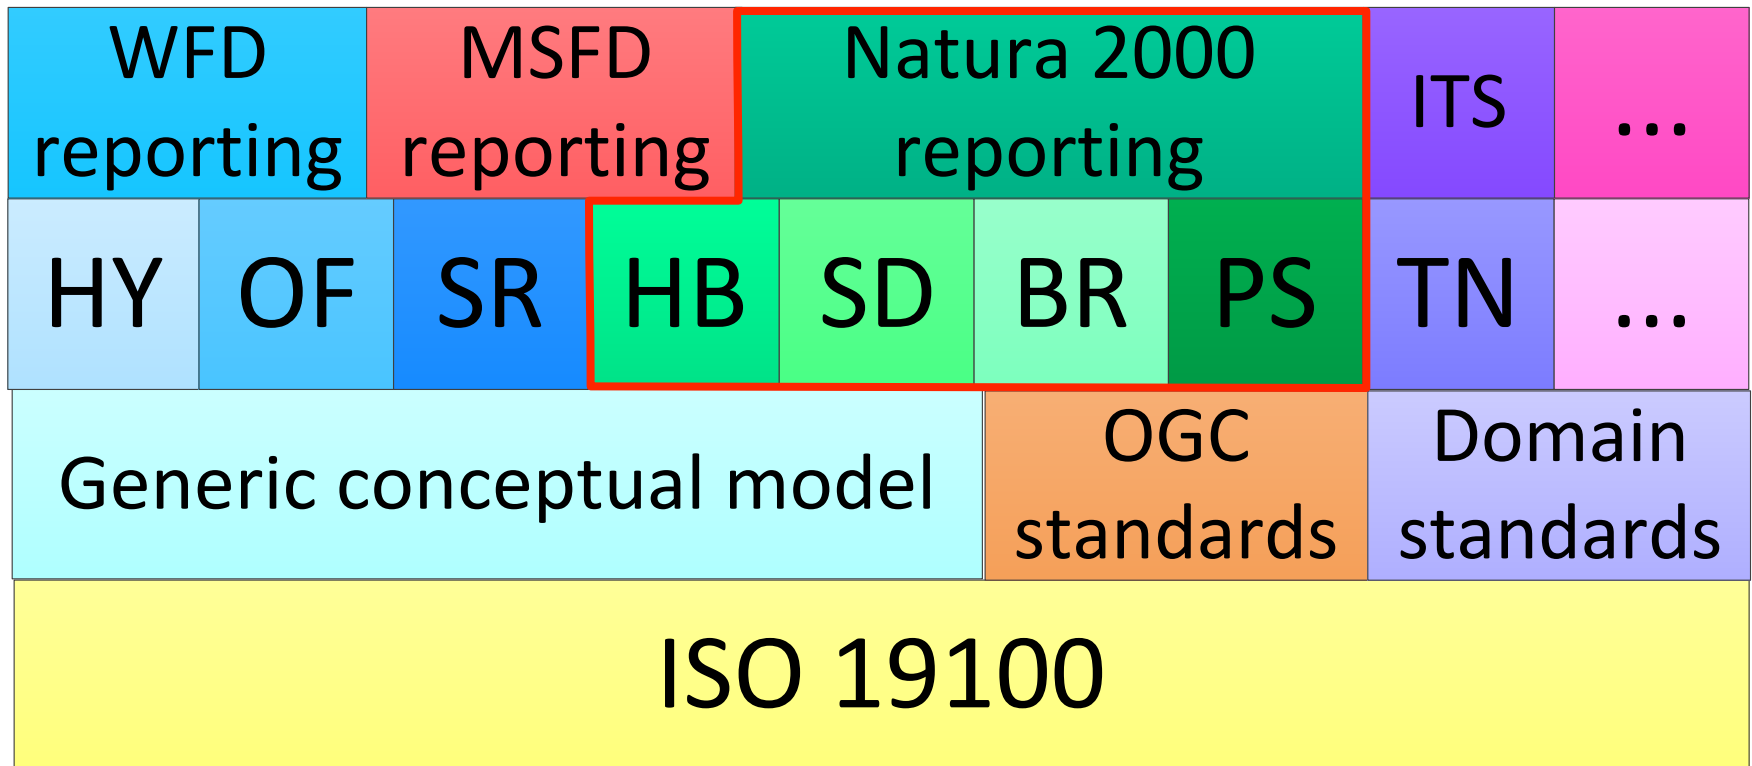 WFD
reporting
MSFD
reporting
Natura 2000
reporting
ITS
...
HY
OF
SR
HB
SD
BR
PS
TN
...
Generic conceptual model
OGC
standards
Domain
standards
ISO 19100